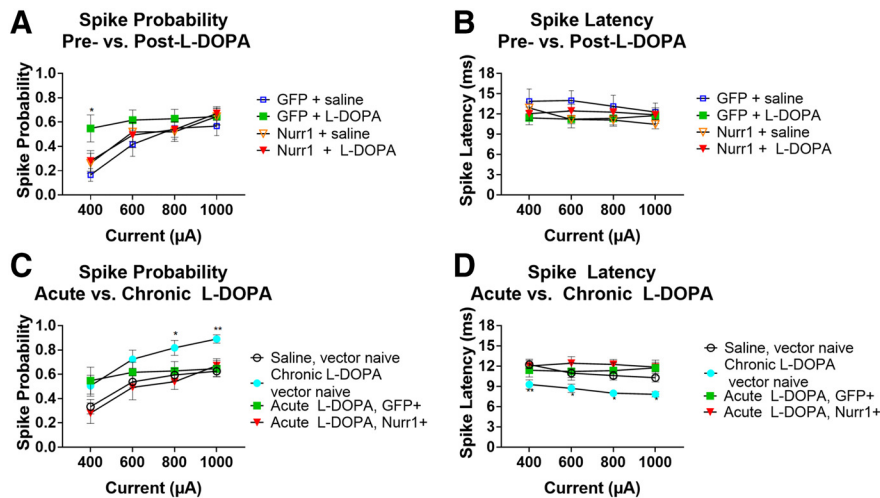 A
Spike Probability
Pre- vs. Post-L-DOPA
Spike Probability
1.0
0.8
0.6
0.4
0.2
0.0
*
400 600 800 1000
Current (µA)
GFP + saline
GFP + L-DOPA
Nurr1 + saline
Nurr1 + L-DOPA
B
Spike Latency
Pre- vs. Post-L-DOPA
Spike Latency (ms)
18
15
12
9
6
3
0
400 600 800 1000
Current (µA)
GFP + saline
GFP + L-DOPA
Nurr1 + saline
Nurr1 + L-DOPA
C
Spike Probability
Acute vs. Chronic L-DOPA
Spike Probability
1.0
0.8
0.6
0.4
0.2
0.0
*
**
400 600 800 1000
Current (µA)
Saline, vector naive
Chronic L-DOPA
vector naive
Acute L-DOPA, GFP+
Acute L-DOPA, Nurr1+
D
Spike Latency
Acute vs. Chronic L-DOPA
Spike Latency (ms)
18
15
12
9
6
3
0
**
*
*
400 600 800 1000
Current (µA)
Saline, vector naive
Chronic L-DOPA
vector naive
Acute L-DOPA, GFP+
Acute L-DOPA, Nurr1+